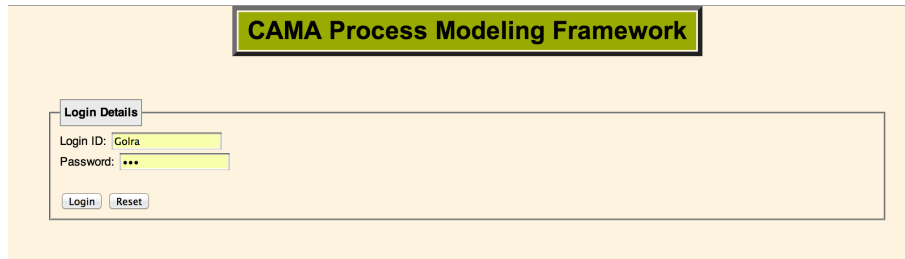 CAMA Process Modeling Framework
Login Details
Login ID: Golra
Password: •••
Login Reset